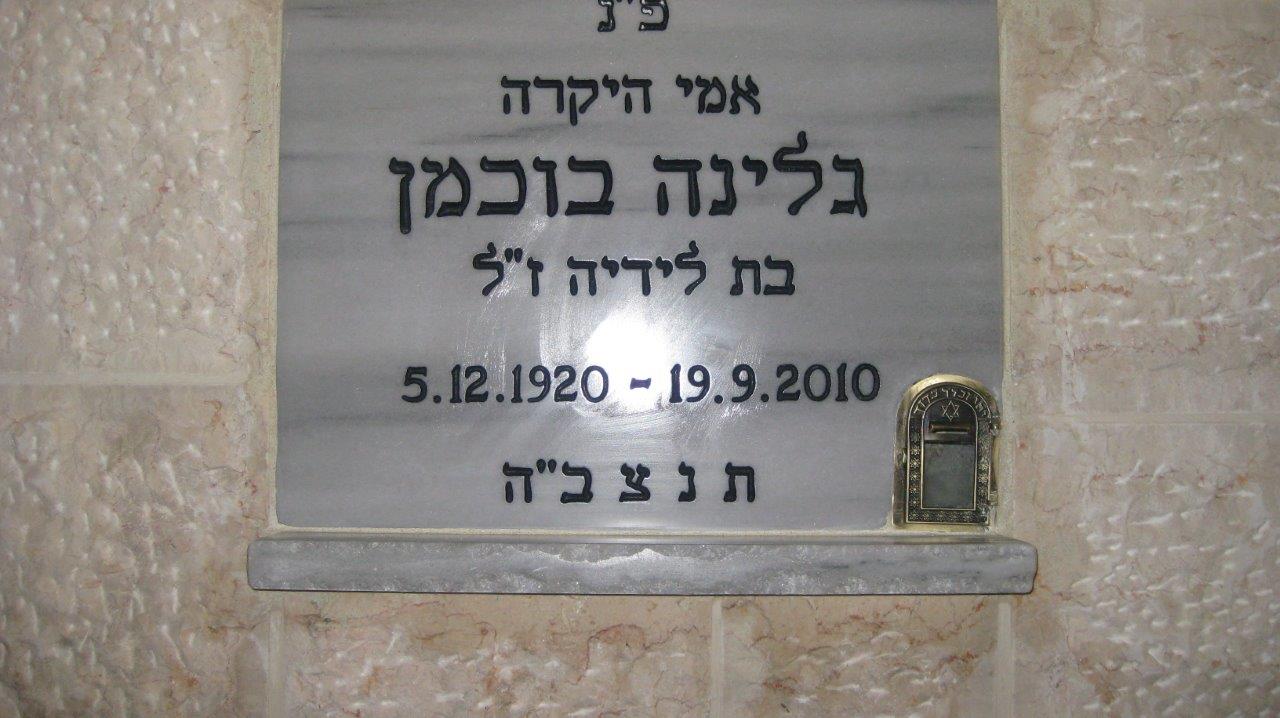 פ"נ
אמי היקרה
גלינה בוכמן
בת לידיה ז"ל
5.12.1920 - 19.9.2010
ת נ צ ב"ה